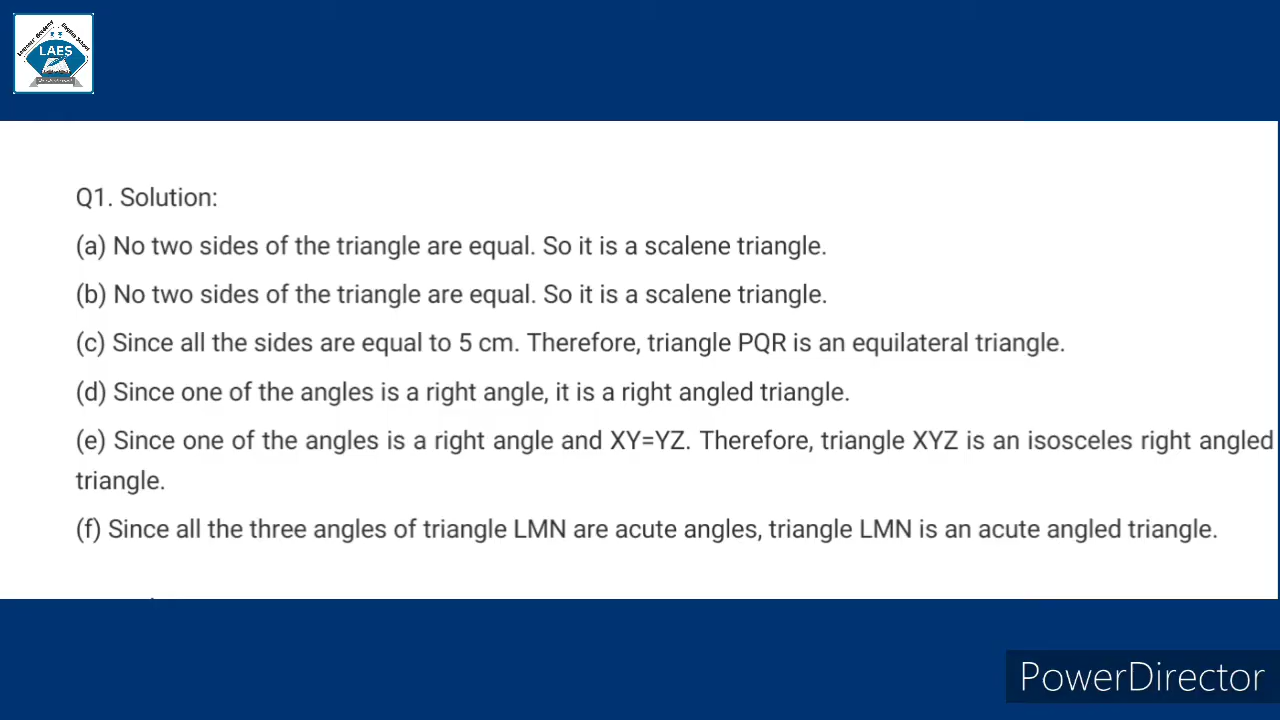 Learners' Academy English School
LAES
Q1. Solution:
(a) No two sides of the triangle are equal. So it is a scalene triangle.
(b) No two sides of the triangle are equal. So it is a scalene triangle.
(c) Since all the sides are equal to 5 cm. Therefore, triangle PQR is an equilateral triangle.
(d) Since one of the angles is a right angle, it is a right angled triangle.
(e) Since one of the angles is a right angle and XY=YZ. Therefore, triangle XYZ is an isosceles right angled
triangle.
(f) Since all the three angles of triangle LMN are acute angles, triangle LMN is an acute angled triangle.
PowerDirector